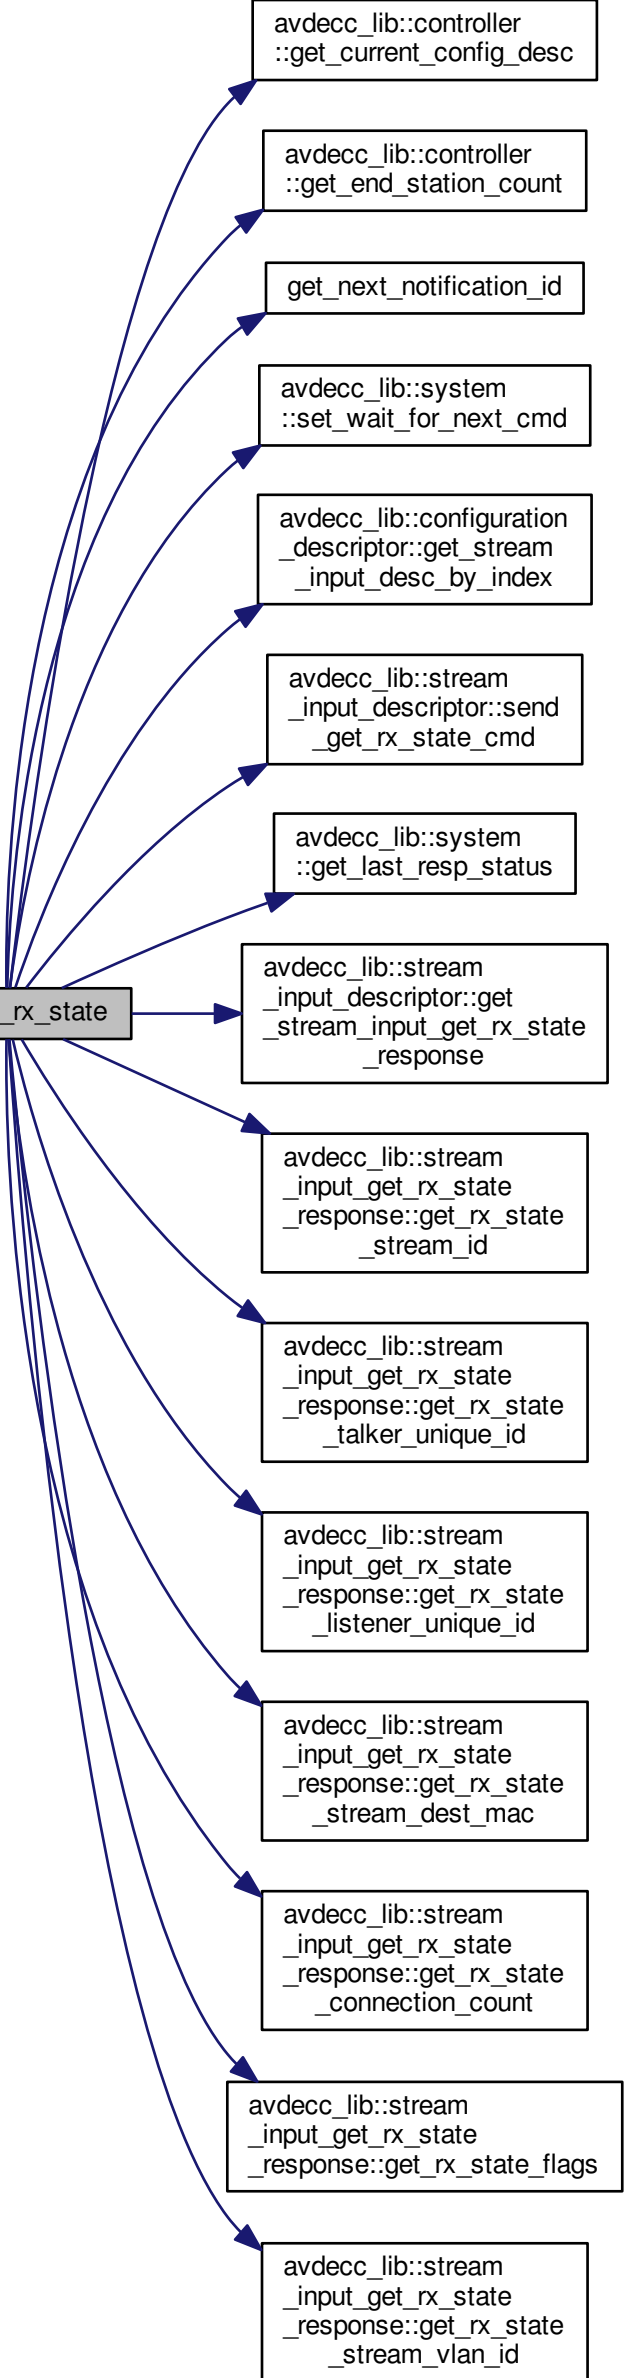 avdecc_lib::controller
::get_current_config_desc
avdecc_lib::controller
::get_end_station_count
get_next_notification_id
avdecc_lib::system
::set_wait_for_next_cmd
avdecc_lib::configuration
_descriptor::get_stream
_input_desc_by_index
avdecc_lib::stream
_input_descriptor::send
_get_rx_state_cmd
avdecc_lib::system
::get_last_resp_status
avdecc_lib::stream
_input_descriptor::get
_stream_input_get_rx_state
_response
_rx_state
avdecc_lib::stream
_input_get_rx_state
_response::get_rx_state
_stream_id
avdecc_lib::stream
_input_get_rx_state
_response::get_rx_state
_talker_unique_id
avdecc_lib::stream
_input_get_rx_state
_response::get_rx_state
_listener_unique_id
avdecc_lib::stream
_input_get_rx_state
_response::get_rx_state
_stream_dest_mac
avdecc_lib::stream
_input_get_rx_state
_response::get_rx_state
_connection_count
avdecc_lib::stream
_input_get_rx_state
_response::get_rx_state_flags
avdecc_lib::stream
_input_get_rx_state
_response::get_rx_state
_stream_vlan_id